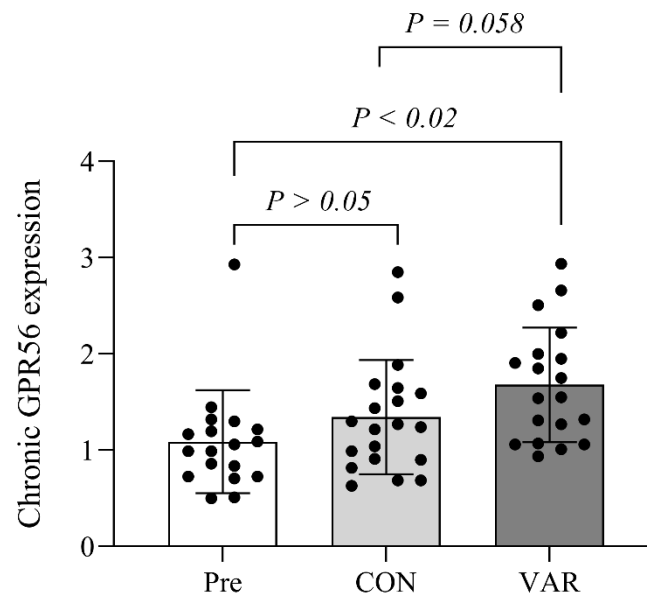 P = 0.058
P < 0.02
P > 0.05
Chronic GPR56 expression
4
3
2
1
0
Pre
CON
VAR